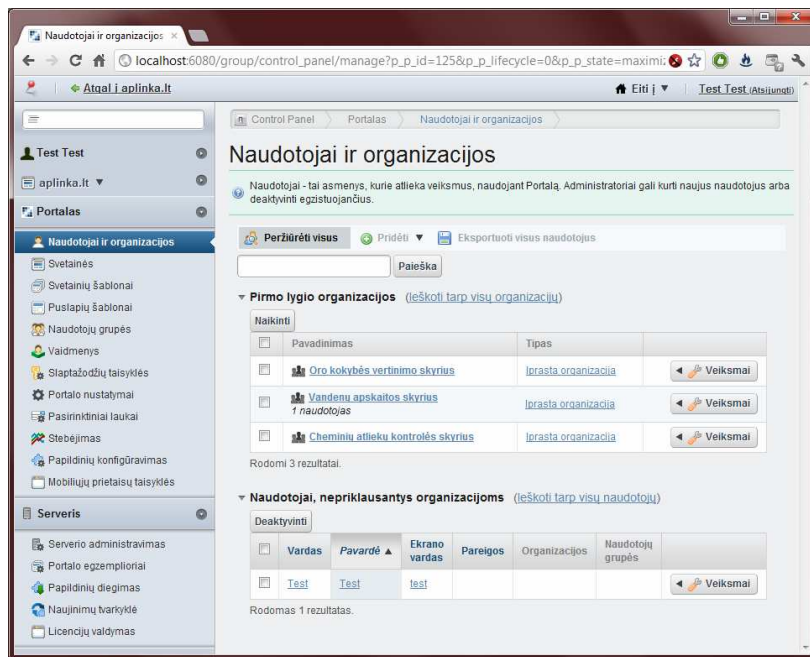 Naudotojai ir organizacijos
localhost:6080/group/control_panel/manage?p_p_id=125&p_p_lifecycle=0&p_p_state=maximi
Atgal į aplinka.lt
Eiti į ▼
Test Test (Atsijungti)
Control Panel
Portalas
Naudotojai ir organizacijos
Test Test
aplinka.lt ▼
Portalas
Naudotojai ir organizacijos
Svetainės
Svetainių šablonai
Puslapių šablonai
Naudotojų grupės
Vaidmenys
Slaptažodžių taisyklės
Portalo nustatymai
Pasirinktiniai laukai
Stebėjimas
Papildinių konfigūravimas
Mobiliųjų prietaisų taisyklės
Serveris
Serverio administravimas
Portalo egzemplioriai
Papildinių diegimas
Naujinimų tvarkyklė
Licencijų valdymas
Naudotojai ir organizacijos
Naudotojai - tai asmenys, kurie atlieka veiksmus, naudojant Portalą. Administratoriai gali kurti naujus naudotojus arba
deaktyvinti egzistuojančius.
Peržiūrėti visus
Pridėti ▼
Eksportuoti visus naudotojus
Paieška
Pirmo lygio organizacijos (Ieškoti tarp visų organizacijų)
Naikinti
Pavadinimas
Tipas
Oro kokybės vertinimo skyrius
Įprasta organizacija
Veiksmai
Vandenų apskaitos skyrius
1 naudotojas
Įprasta organizacija
Veiksmai
Cheminių atliekų kontrolės skyrius
Įprasta organizacija
Veiksmai
Rodomi 3 rezultatai.
Naudotojai, nepriklausantys organizacijoms (Ieškoti tarp visų naudotojų)
Deaktyvinti
Vardas
Pavardė ▲
Ekrano vardas
Pareigos
Organizacijos
Naudotojų grupės
Test
Test
test
Veiksmai
Rodomas 1 rezultatas.